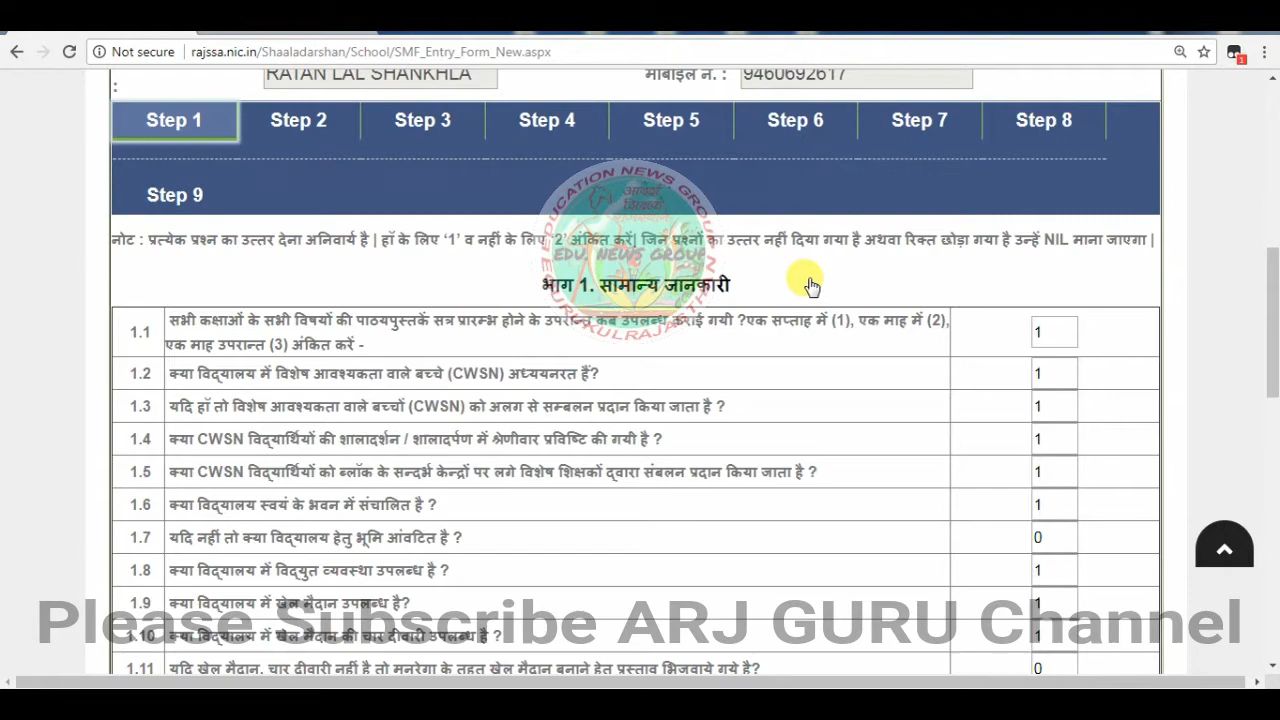 Not secure | rajssa.nic.in/Shaaladarshan/School/SMF_Entry_Form_New.aspx
1
: RATAN LAL SHANKHLA मोबाइल न. : 9460692617
Step 1 Step 2 Step 3 Step 4 Step 5 Step 6 Step 7 Step 8
Step 9
EDUCATION NEWS GROUP
EDU. NEWS GROUP
नोट : प्रत्येक प्रश्न का उत्तर देना अनिवार्य है | हाँ के लिए ‘1’ व नहीं के लिए ‘2’ अंकित करें| जिन प्रश्नों का उत्तर नहीं दिया गया है अथवा रिक्त छोड़ा गया है उन्हें NIL माना जाएगा |
भाग 1. सामान्य जानकारी
1.1 सभी कक्षाओं के सभी विषयों की पाठयपुस्तकें सत्र प्रारम्भ होने के उपरान्त कब उपलब्ध कराई गयी ?एक सप्ताह में (1), एक माह में (2), 1
एक माह उपरान्त (3) अंकित करें -
1.2 क्या विद्यालय में विशेष आवश्यकता वाले बच्चे (CWSN) अध्ययनरत हैं? 1
1.3 यदि हाँ तो विशेष आवश्यकता वाले बच्चों (CWSN) को अलग से सम्बलन प्रदान किया जाता है ? 1
1.4 क्या CWSN विद्यार्थियों की शालादर्शन / शालादर्पण में श्रेणीवार प्रविष्टि की गयी है ? 1
1.5 क्या CWSN विद्यार्थियों को ब्लॉक के सन्दर्भ केन्द्रों पर लगे विशेष शिक्षकों द्वारा संबलन प्रदान किया जाता है ? 1
1.6 क्या विद्यालय स्वयं के भवन में संचालित है ? 1
1.7 यदि नहीं तो क्या विद्यालय हेतु भूमि आंवटित है ? 0
1.8 क्या विद्यालय में विद्युत व्यवस्था उपलब्ध है ? 1
1.9 क्या विद्यालय में खेल मैदान उपलब्ध है? 1
Please Subscribe ARJ GURU Channel
1.10 क्या विद्यालय में खेल मैदान की चार दीवारी उपलब्ध है ? 1
1.11 यदि खेल मैदान, चार दीवारी नहीं है तो मनरेगा के तहत खेल मैदान बनाने हेतु प्रस्ताव भिजवाये गये है? 0